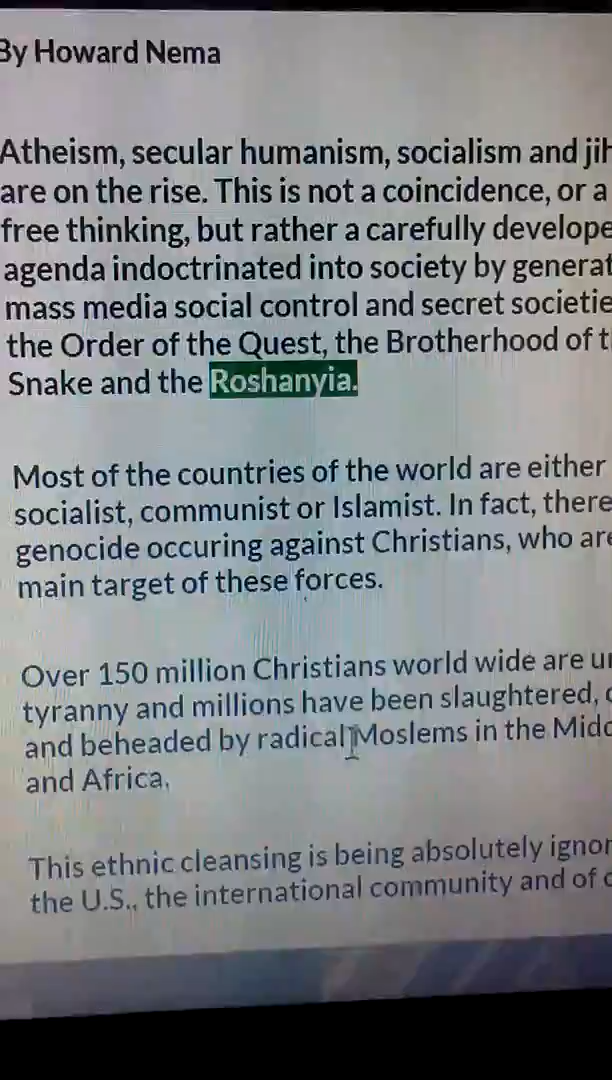 By Howard Nema
Atheism, secular humanism, socialism and jih
are on the rise. This is not a coincidence, or a
free thinking, but rather a carefully develope
agenda indoctrinated into society by generat
mass media social control and secret societie
the Order of the Quest, the Brotherhood of t
Snake and the Roshanyia.
Most of the countries of the world are either
socialist, communist or Islamist. In fact, there
genocide occuring against Christians, who are
main target of these forces.
Over 150 million Christians world wide are u
tyranny and millions have been slaughtered,
and beheaded by radical Moslems in the Midd
and Africa.
This ethnic cleansing is being absolutely ignor
the U.S., the international community and of